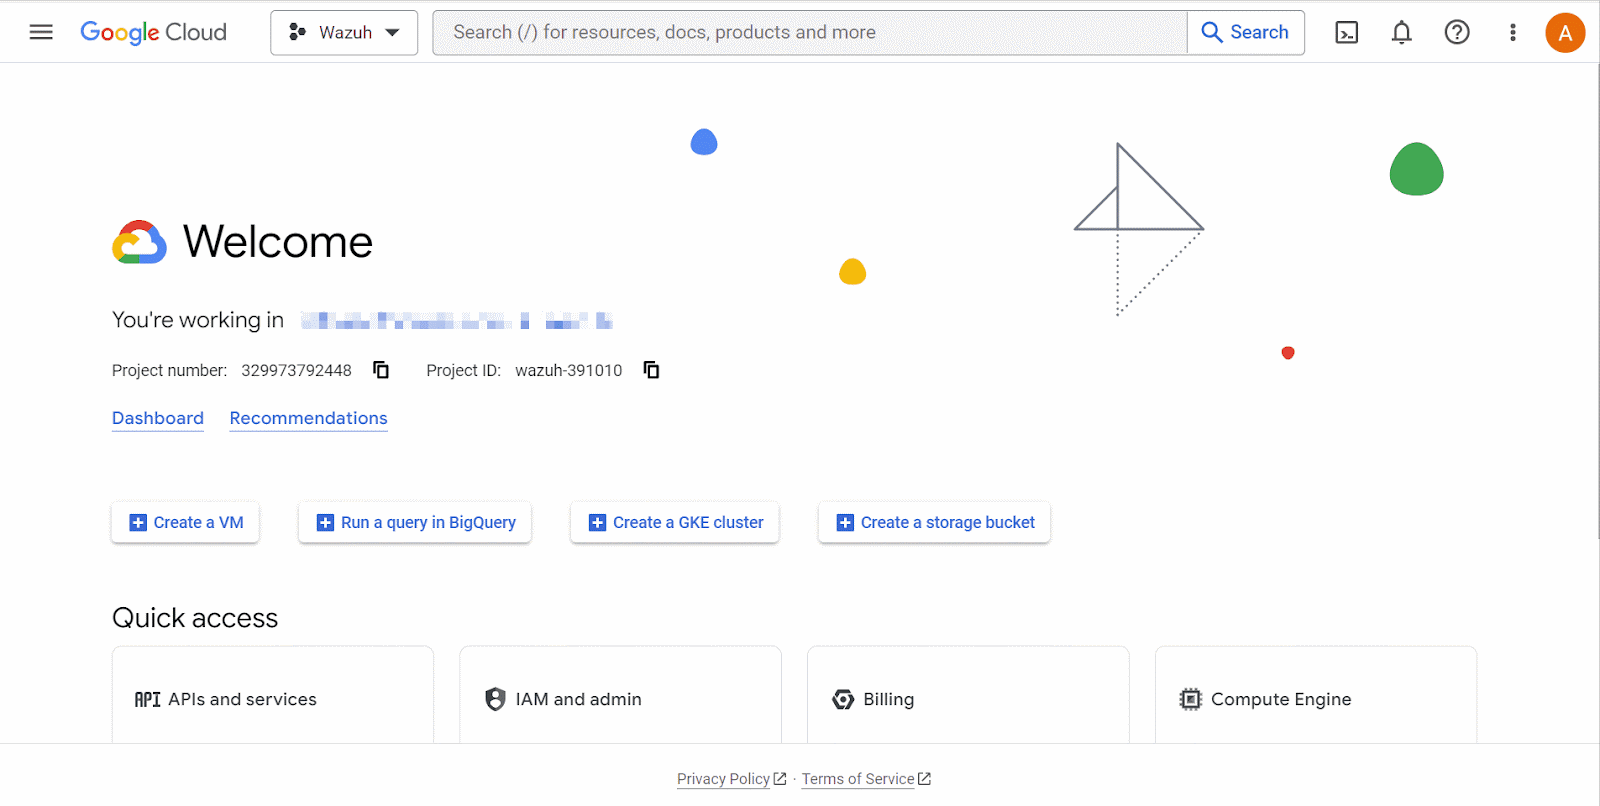 Google Cloud Wazuh Search (/) for resources, docs, products and more Search A
Welcome
You're working in
Project number: 329973792448 Project ID: wazuh-391010
Dashboard Recommendations
Create a VM Run a query in BigQuery Create a GKE cluster Create a storage bucket
Quick access
API APIs and services IAM and admin Billing Compute Engine
Privacy Policy · Terms of Service